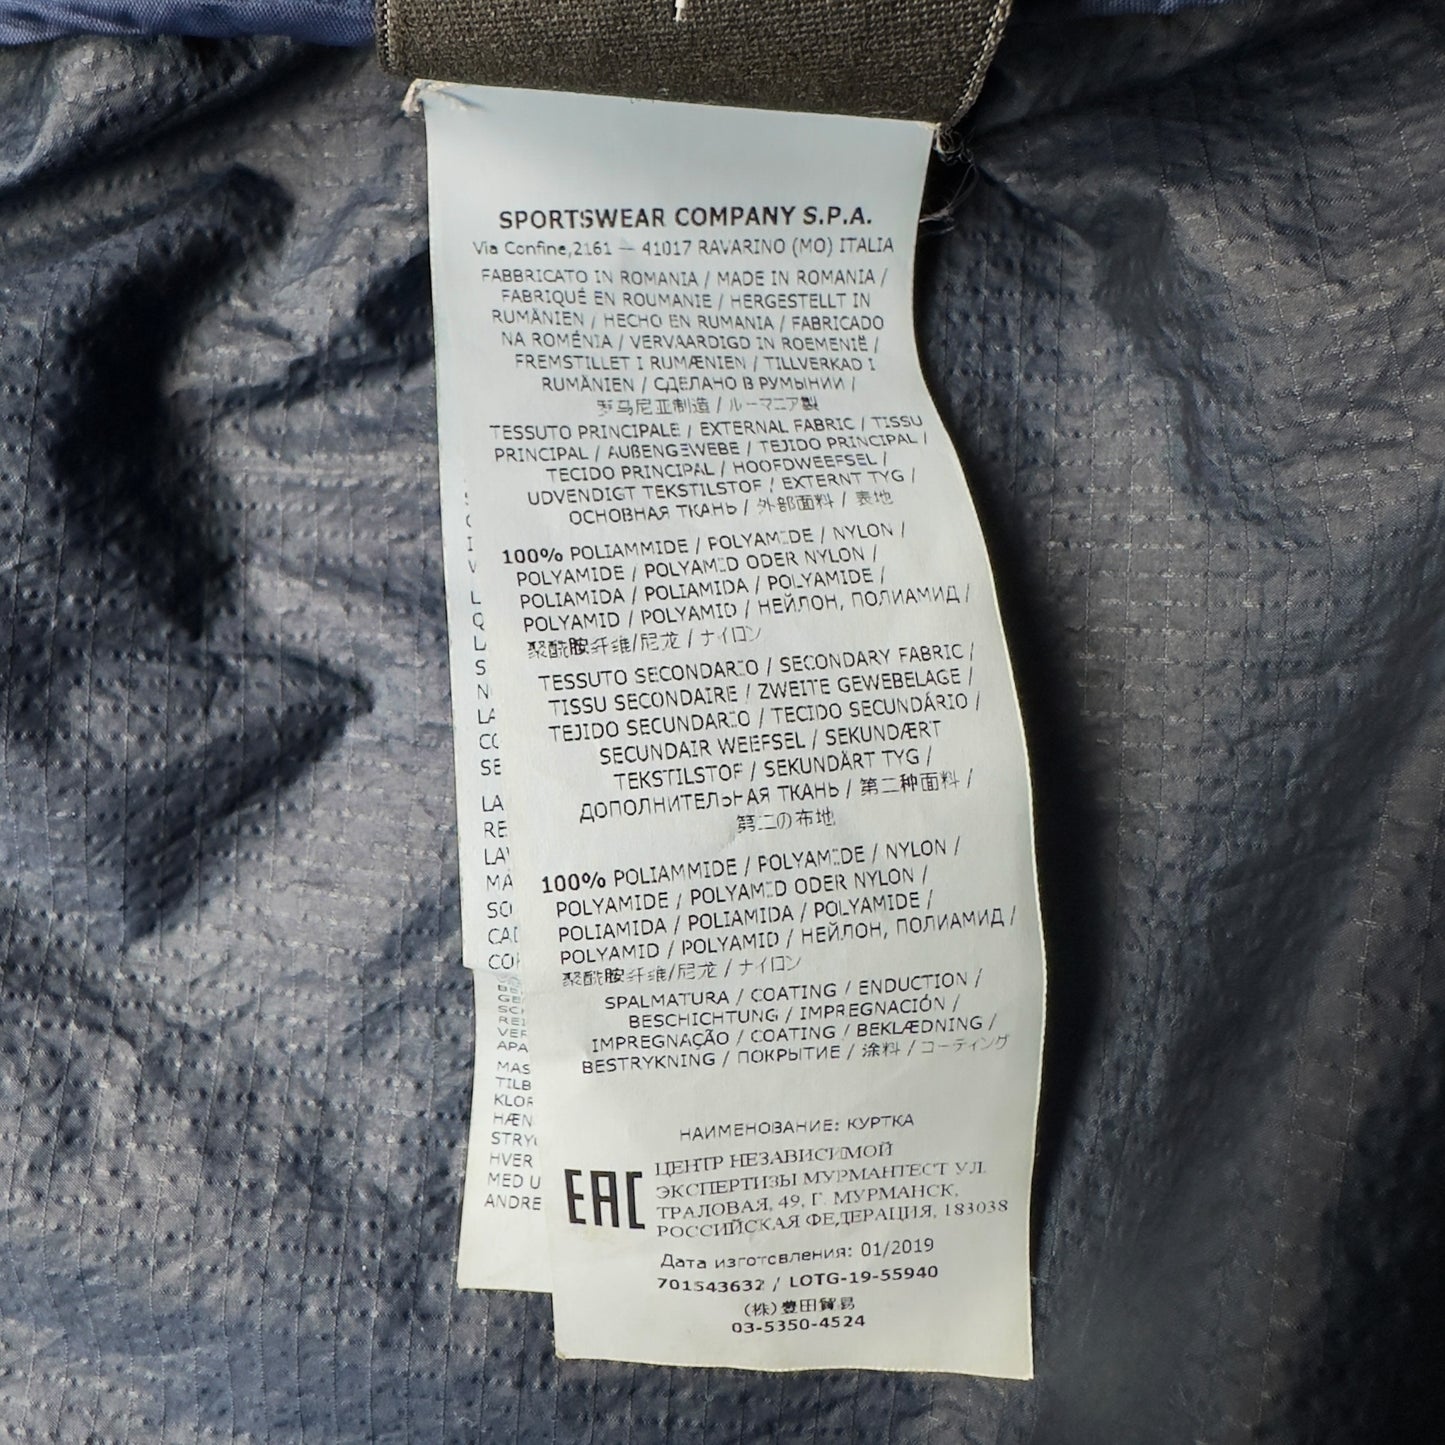 SPORTSWEAR COMPANY S.P.A.
Via Confine,2161 — 41017 RAVARINO (MO) ITALIA
FABBRICATO IN ROMANIA / MADE IN ROMANIA /
FABRIQUÉ EN ROUMANIE / HERGESTELLT IN
RUMÄNIEN / HECHO EN RUMANIA / FABRICADO
NA ROMÉNIA / VERVAARDIGD IN ROEMENIË /
FREMSTILLET I RUMÆNIEN / TILLVERKAD I
RUMÄNIEN / СДЕЛАНО В РУМЫНИИ /
罗马尼亚制造 / ルーマニア製
TESSUTO PRINCIPALE / EXTERNAL FABRIC / TISSU
PRINCIPAL / AUßENGEWEBE / TEJIDO PRINCIPAL /
TECIDO PRINCIPAL / HOOFDWEEFSEL /
UDVENDIGT TEKSTILSTOF / EXTERNT TYG /
ОСНОВНАЯ ТКАНЬ / 外部面料 / 表地
100% POLIAMMIDE / POLYAMIDE / NYLON /
POLYAMIDE / POLYAMID ODER NYLON /
POLIAMIDA / POLIAMIDA / POLYAMIDE /
POLYAMID / POLYAMID / НЕЙЛОН, ПОЛИАМИД /
聚酰胺纤维/尼龙 / ナイロン
TESSUTO SECONDARIO / SECONDARY FABRIC /
TISSU SECONDAIRE / ZWEITE GEWEBELAGE /
TEJIDO SECUNDARIO / TECIDO SECUNDÁRIO /
SECUNDAIR WEEFSEL / SEKUNDÆRT
TEKSTILSTOF / SEKUNDÄRT TYG /
ДОПОЛНИТЕЛЬНАЯ ТКАНЬ / 第二种面料 /
第二の布地
100% POLIAMMIDE / POLYAMIDE / NYLON /
POLYAMIDE / POLYAMID ODER NYLON /
POLIAMIDA / POLIAMIDA / POLYAMIDE /
POLYAMID / POLYAMID / НЕЙЛОН, ПОЛИАМИД /
聚酰胺纤维/尼龙 / ナイロン
SPALMATURA / COATING / ENDUCTION /
BESCHICHTUNG / IMPREGNACIÓN /
IMPREGNAÇÃO / COATING / BEKLÆDNING /
BESTRYKNING / ПОКРЫТИЕ / 涂料 / コーティング
НАИМЕНОВАНИЕ: КУРТКА
EAC
ЦЕНТР НЕЗАВИСИМОЙ
ЭКСПЕРТИЗЫ МУРМАНТЕСТ УЛ.
ТРАЛОВАЯ, 49, Г. МУРМАНСК,
РОССИЙСКАЯ ФЕДЕРАЦИЯ, 183038
Дата изготовления: 01/2019
701543632 / LOTG-19-55940
(株)豊田貿易
03-5350-4524